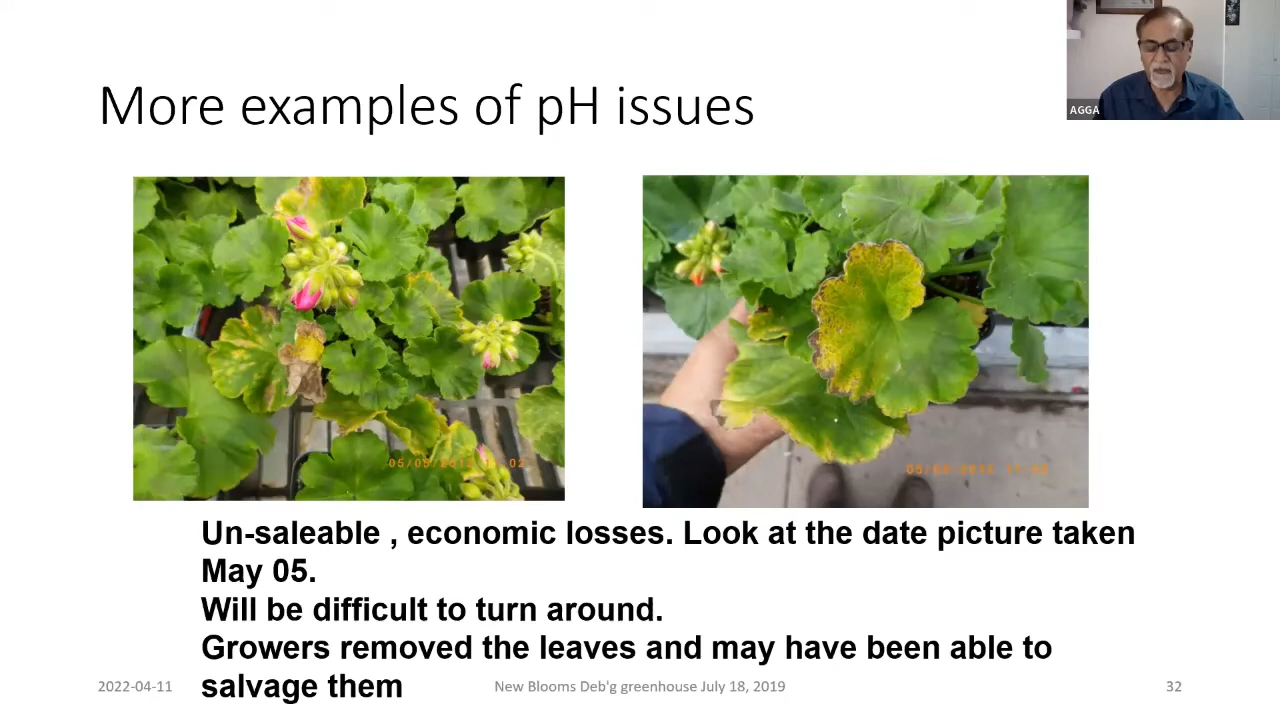 AGGA
More examples of pH issues
Un-saleable , economic losses. Look at the date picture taken
May 05.
Will be difficult to turn around.
Growers removed the leaves and may have been able to
salvage them
2022-04-11
New Blooms Deb'g greenhouse July 18, 2019
32